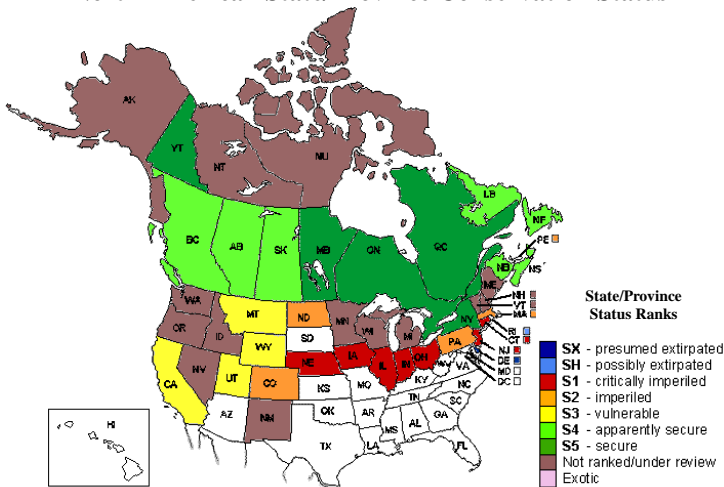 AK
YT
NT
NU
BC
AB
SK
MB
ON
QC
LB
NF
PE
NB
NS
ME
NH
VT
MA
RI
CT
NJ
DE
MD
DC
WA
OR
ID
MT
ND
SD
MN
WI
MI
NY
PA
WY
NE
IA
IL
IN
OH
CA
NV
UT
CO
KS
MO
KY
WV
VA
NC
SC
TN
AZ
NM
OK
AR
TX
LA
MS
AL
GA
FL
HI
State/Province
Status Ranks
SX - presumed extirpated
SH - possibly extirpated
S1 - critically imperiled
S2 - imperiled
S3 - vulnerable
S4 - apparently secure
S5 - secure
Not ranked/under review
Exotic